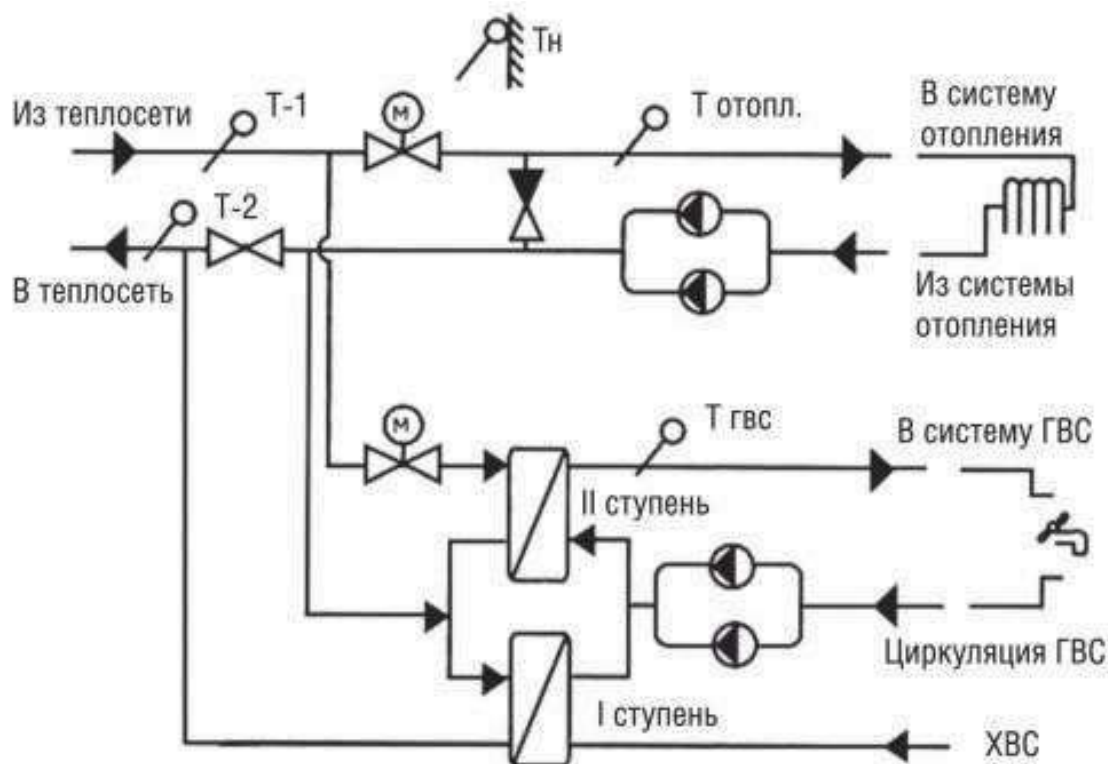 Тн
Из теплосети
Т-1
М
Т отопл.
В систему
отопления
Т-2
В теплосеть
Из системы
отопления
М
Т гвс
В систему ГВС
II ступень
Циркуляция ГВС
I ступень
ХВС